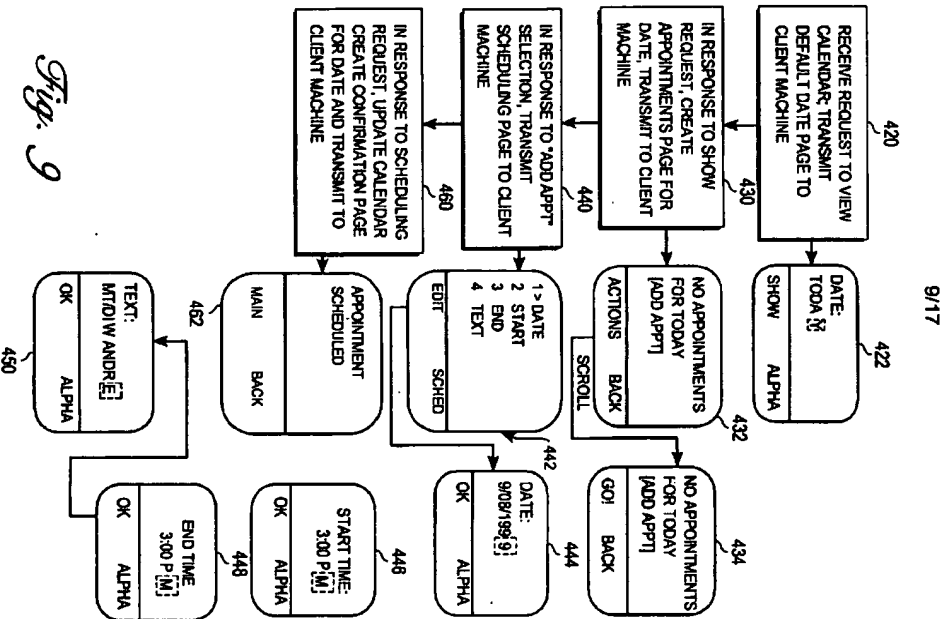 9/17
420
RECEIVE REQUEST TO VIEW
CALENDAR; TRANSMIT
DEFAULT DATE PAGE TO
CLIENT MACHINE
DATE:
TODA Y
SHOW ALPHA
422
430
IN RESPONSE TO SHOW
REQUEST, CREATE
APPOINTMENTS PAGE FOR
DATE, TRANSMIT TO CLIENT
MACHINE
NO APPOINTMENTS
FOR TODAY
[ADD APPT]
ACTIONS BACK
432
SCROLL
NO APPOINTMENTS
FOR TODAY
[ADD APPT]
GO! BACK
434
440
IN RESPONSE TO "ADD APPT"
SELECTION, TRANSMIT
SCHEDULING PAGE TO CLIENT
MACHINE
1 > DATE
2 START
3 END
4 TEXT
EDIT SCHED
442
DATE:
9/08/199[9]
OK ALPHA
444
START TIME:
3:00 P[M]
OK ALPHA
446
END TIME
3:00 P[M]
OK ALPHA
448
460
IN RESPONSE TO SCHEDULING
REQUEST, UPDATE CALENDAR
CREATE CONFIRMATION PAGE
FOR DATE AND TRANSMIT TO
CLIENT MACHINE
APPOINTMENT
SCHEDULED
MAIN BACK
462
TEXT:
MT/DI W ANDR[E]
OK ALPHA
450
Fig. 9